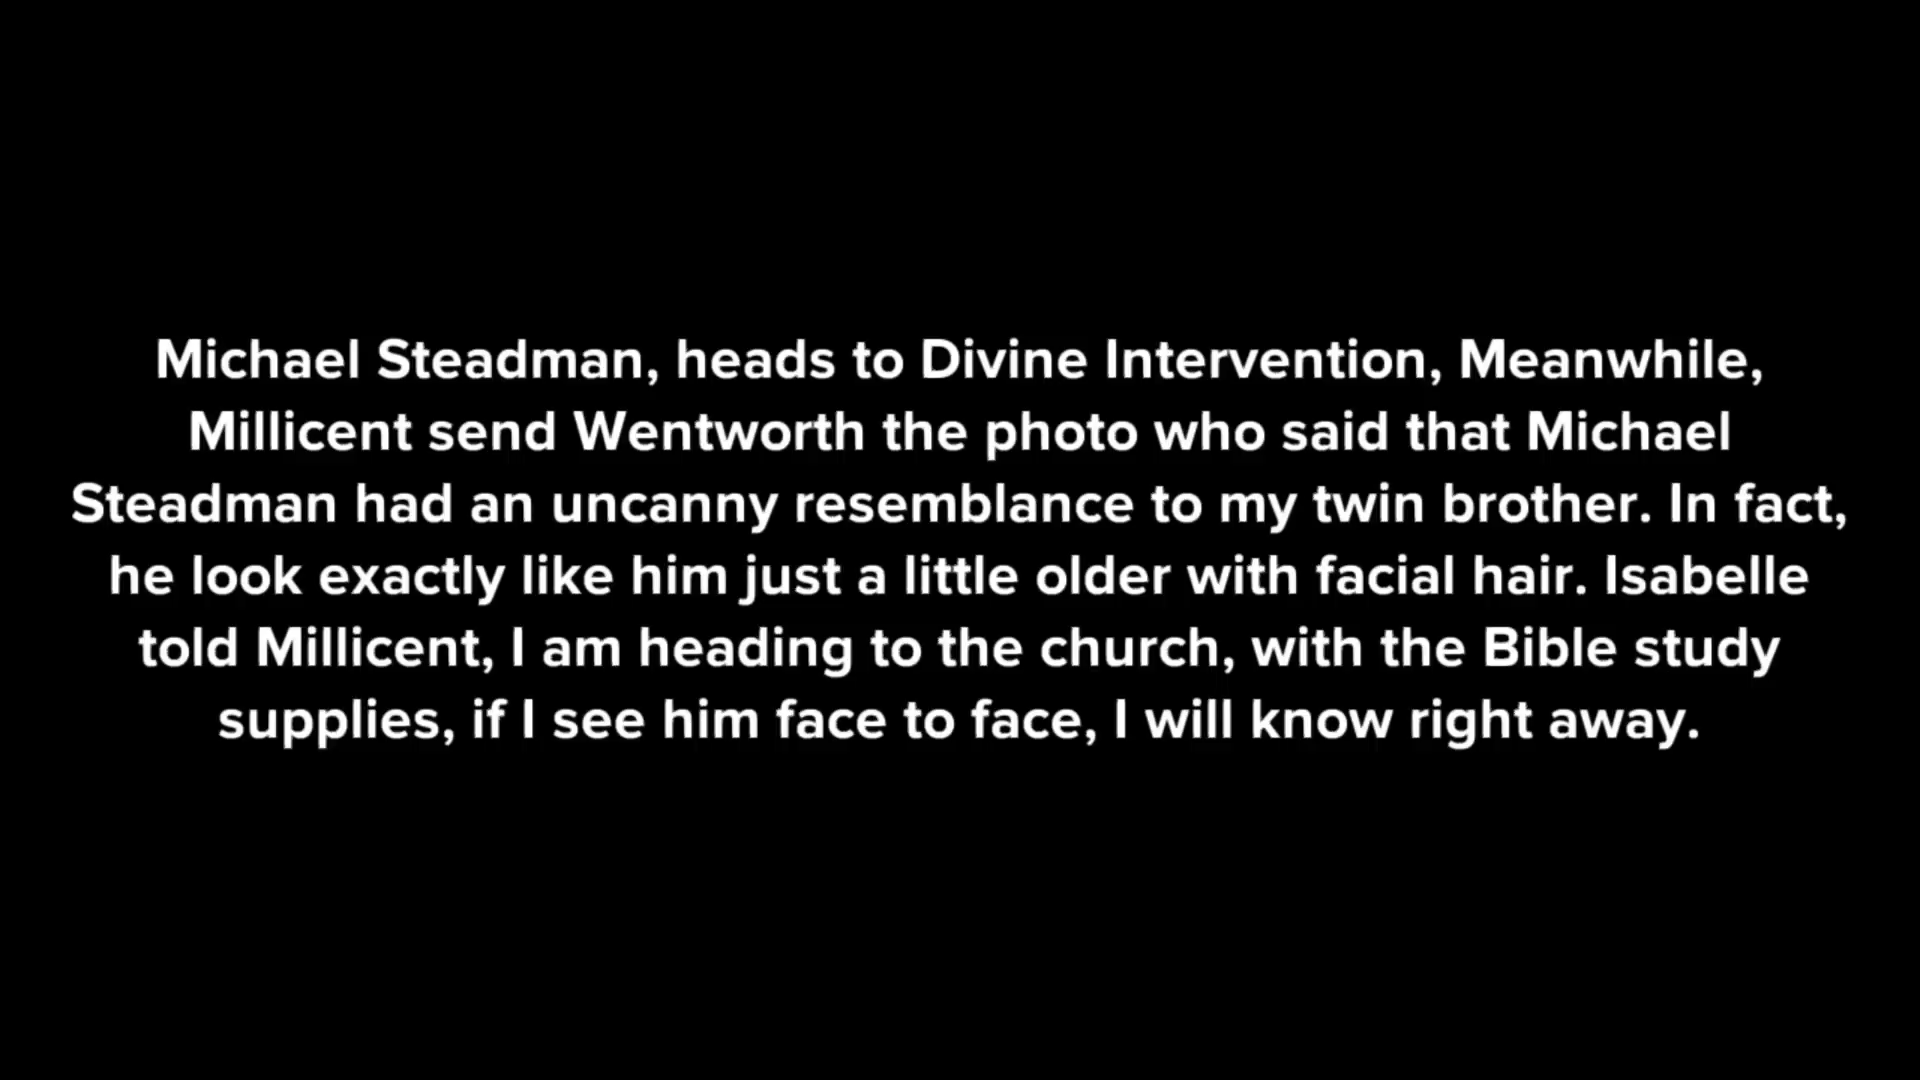 Michael Steadman, heads to Divine Intervention, Meanwhile,
Millicent send Wentworth the photo who said that Michael
Steadman had an uncanny resemblance to my twin brother. In fact,
he look exactly like him just a little older with facial hair. Isabelle
told Millicent, I am heading to the church, with the Bible study
supplies, if I see him face to face, I will know right away.